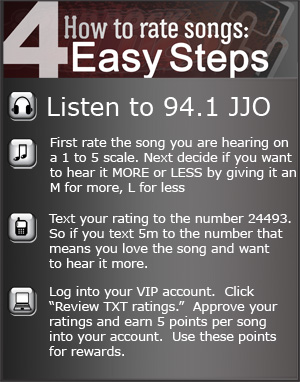 4 How to rate songs:
Easy Steps
Listen to 94.1 JJO
First rate the song you are hearing on
a 1 to 5 scale. Next decide if you want
to hear it MORE or LESS by giving it an
M for more, L for less
Text your rating to the number 24493.
So if you text 5m to the number that
means you love the song and want
to hear it more.
Log into your VIP account.  Click
“Review TXT ratings.”  Approve your
ratings and earn 5 points per song
into your account.  Use these points
for rewards.